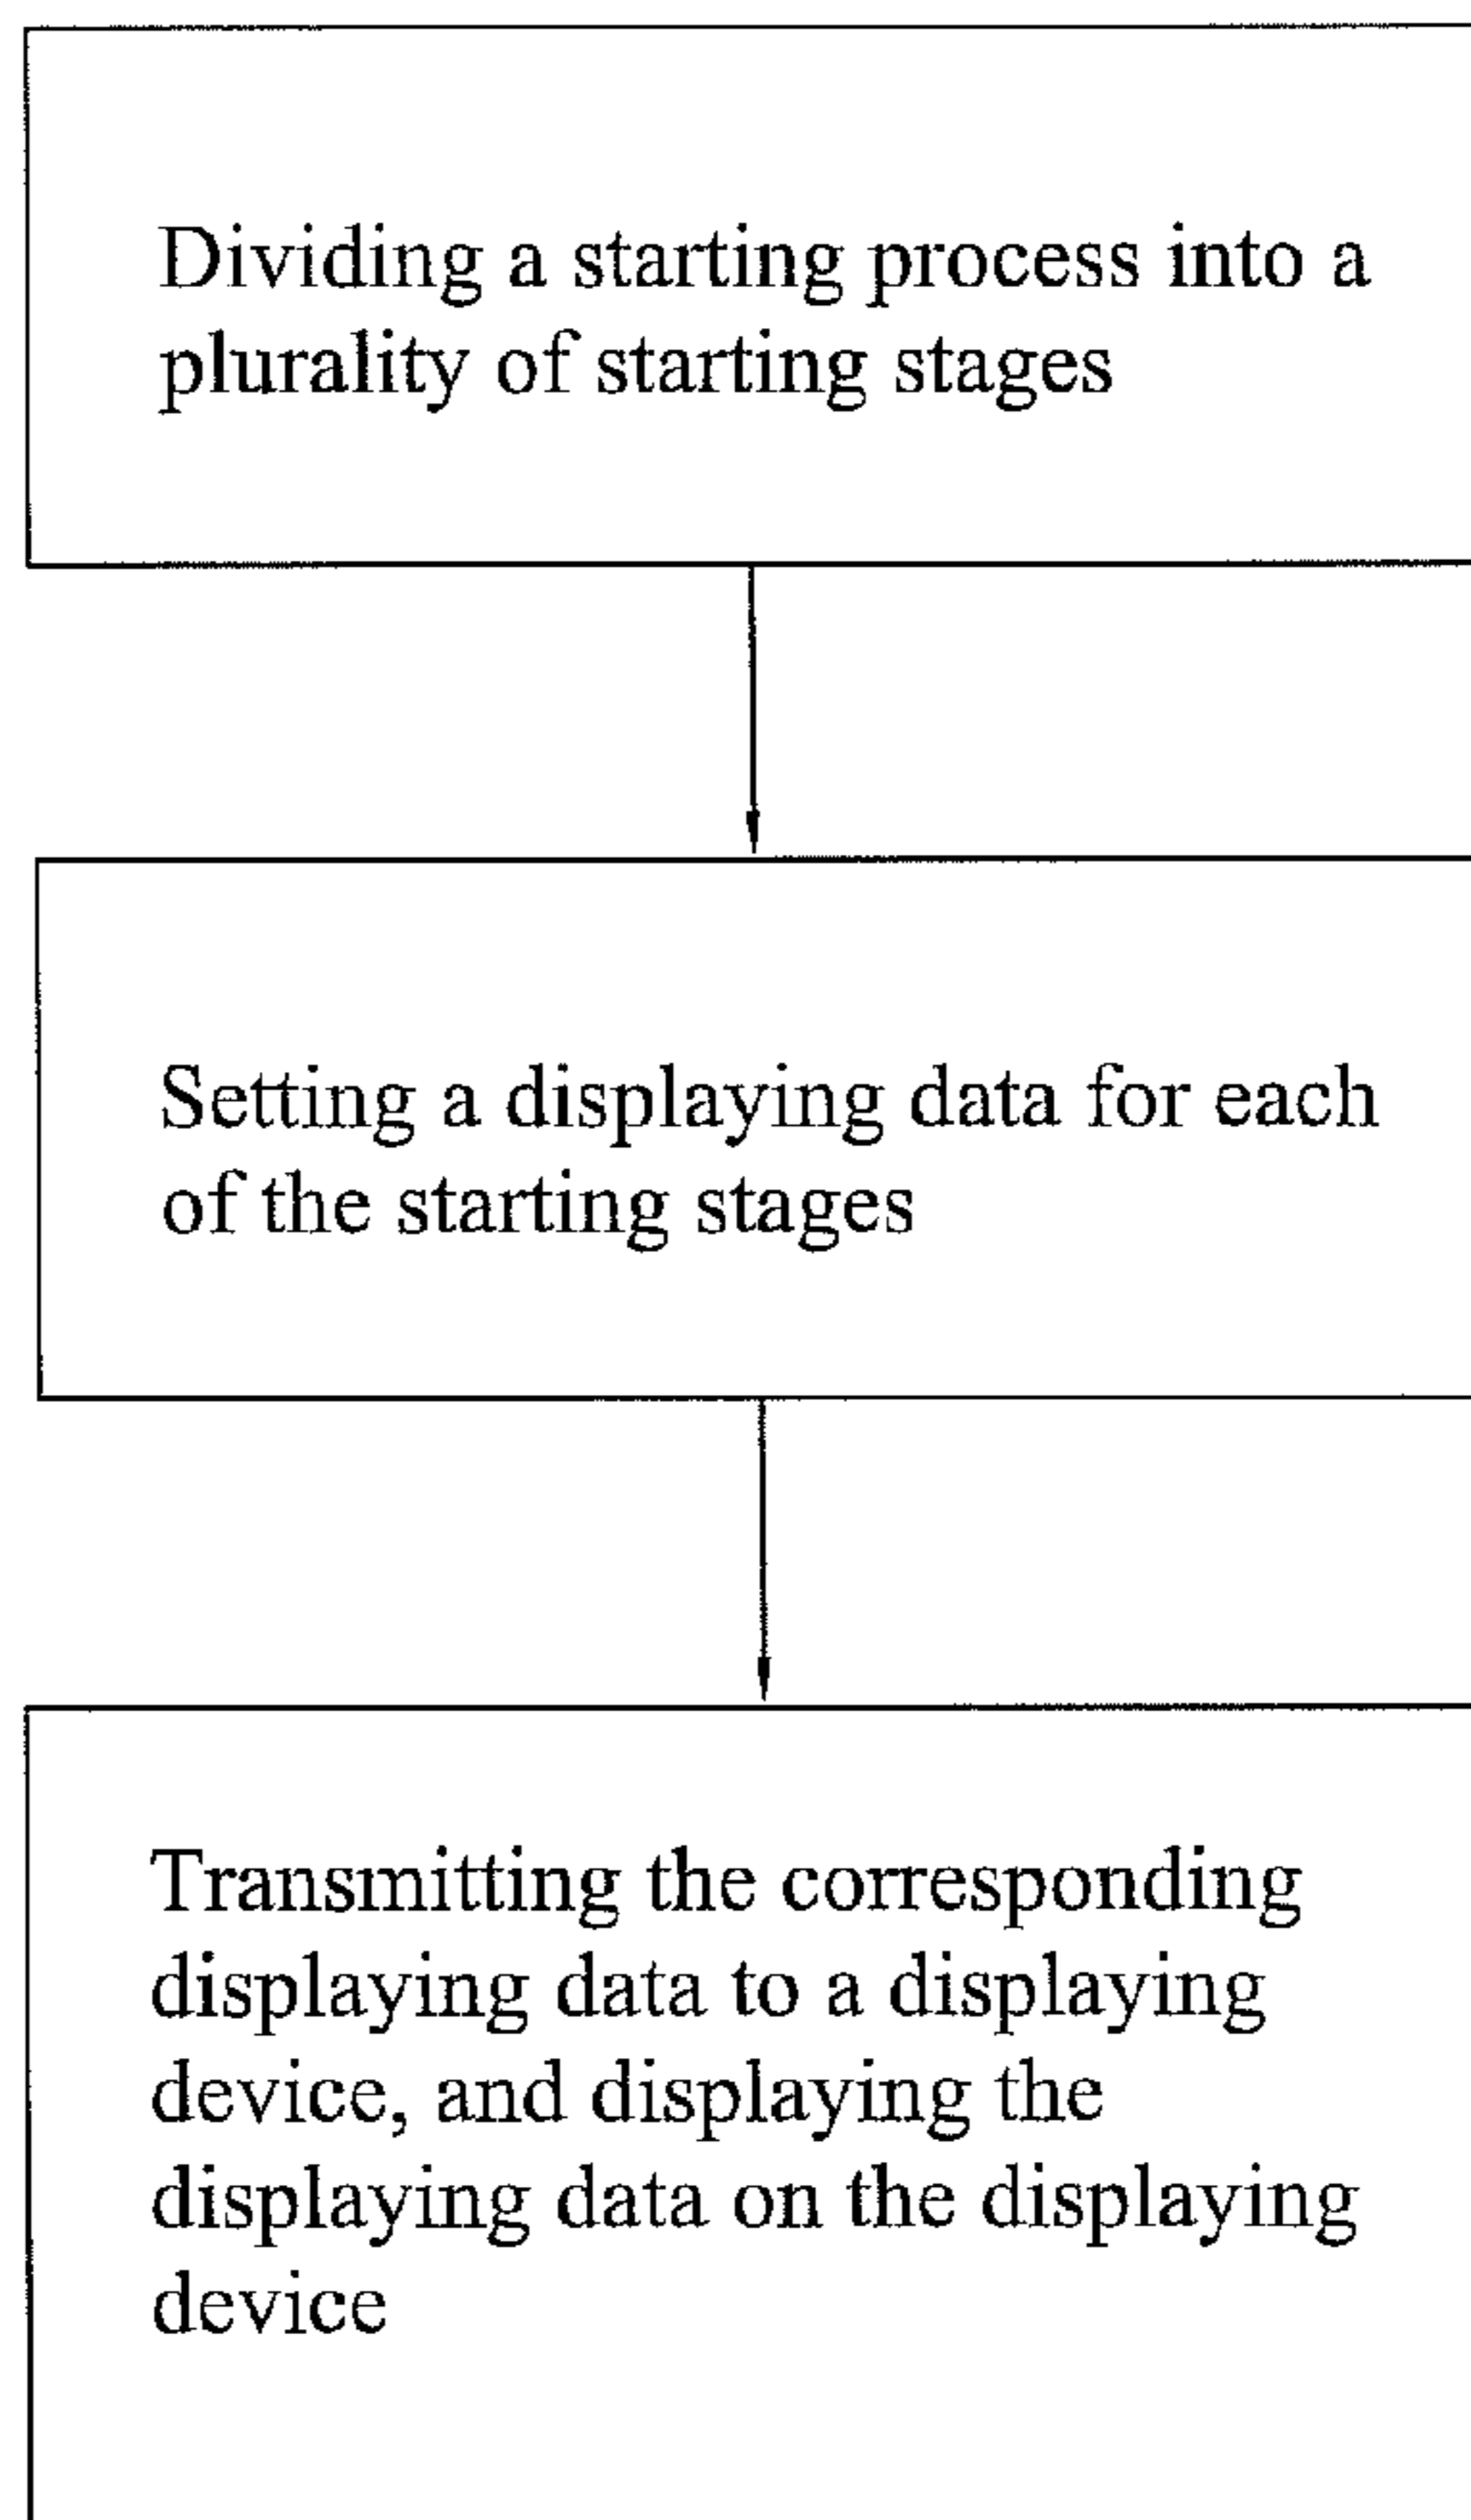 Dividing a starting process into a
plurality of starting stages
Setting a displaying data for each
of the starting stages
Transmitting the corresponding
displaying data to a displaying
device, and displaying the
displaying data on the displaying
device